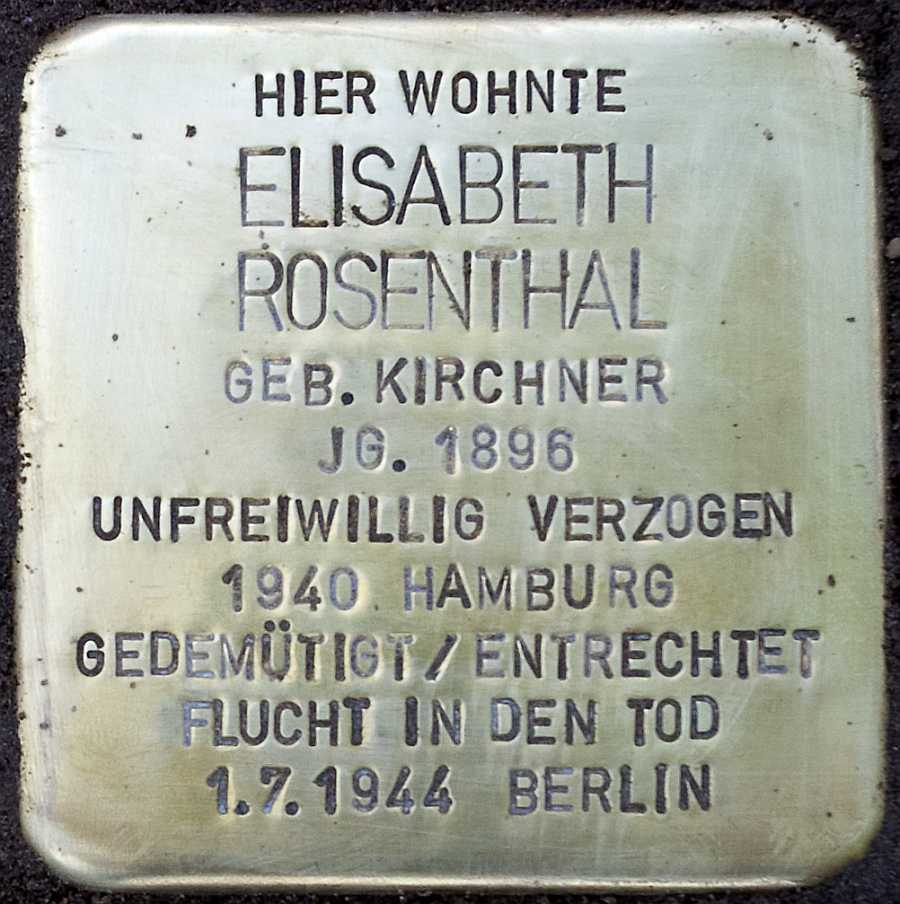 HIER WOHNTE
ELISABETH
ROSENTHAL
GEB. KIRCHNER
JG. 1896
UNFREIWILLIG VERZOGEN
1940 HAMBURG
GEDEMÜTIGT / ENTRECHTET
FLUCHT IN DEN TOD
1.7.1944 BERLIN